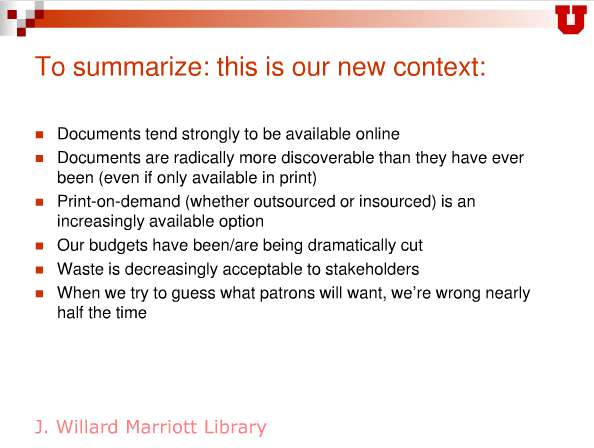 U
To summarize: this is our new context:
Documents tend strongly to be available online
Documents are radically more discoverable than they have ever
been (even if only available in print)
Print-on-demand (whether outsourced or insourced) is an
increasingly available option
Our budgets have been/are being dramatically cut
Waste is decreasingly acceptable to stakeholders
When we try to guess what patrons will want, we’re wrong nearly
half the time
J. Willard Marriott Library